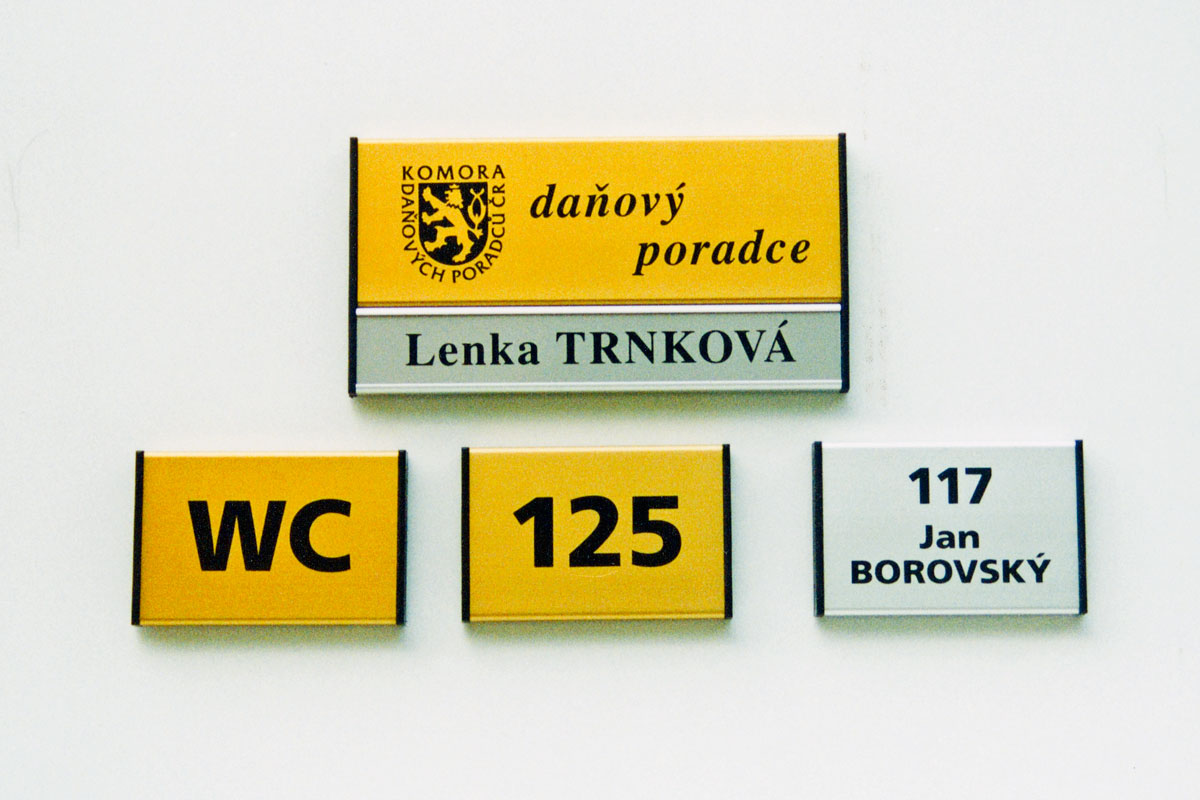 KOMORA
DAŇOVÝCH PORADCŮ ČR
daňový
poradce
Lenka TRNKOVÁ
WC
125
117
Jan
BOROVSKÝ